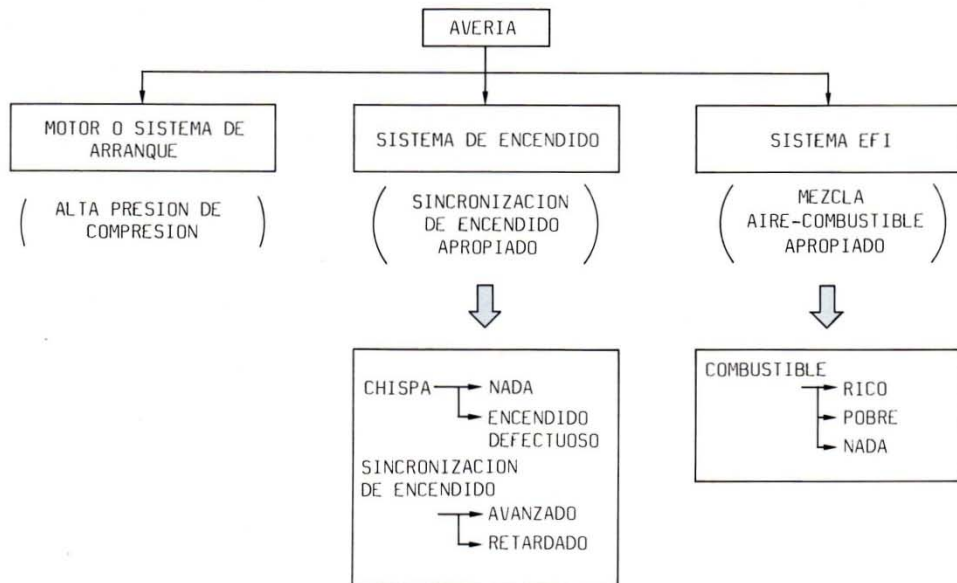 AVERIA
MOTOR O SISTEMA DE
ARRANQUE
SISTEMA DE ENCENDIDO
SISTEMA EFI
ALTA PRESION DE
COMPRESION
SINCRONIZACION
DE ENCENDIDO
APROPIADO
MEZCLA
AIRE-COMBUSTIBLE
APROPIADO
CHISPA
NADA
ENCENDIDO
DEFECTUOSO
SINCRONIZACION
DE ENCENDIDO
AVANZADO
RETARDADO
COMBUSTIBLE
RICO
POBRE
NADA